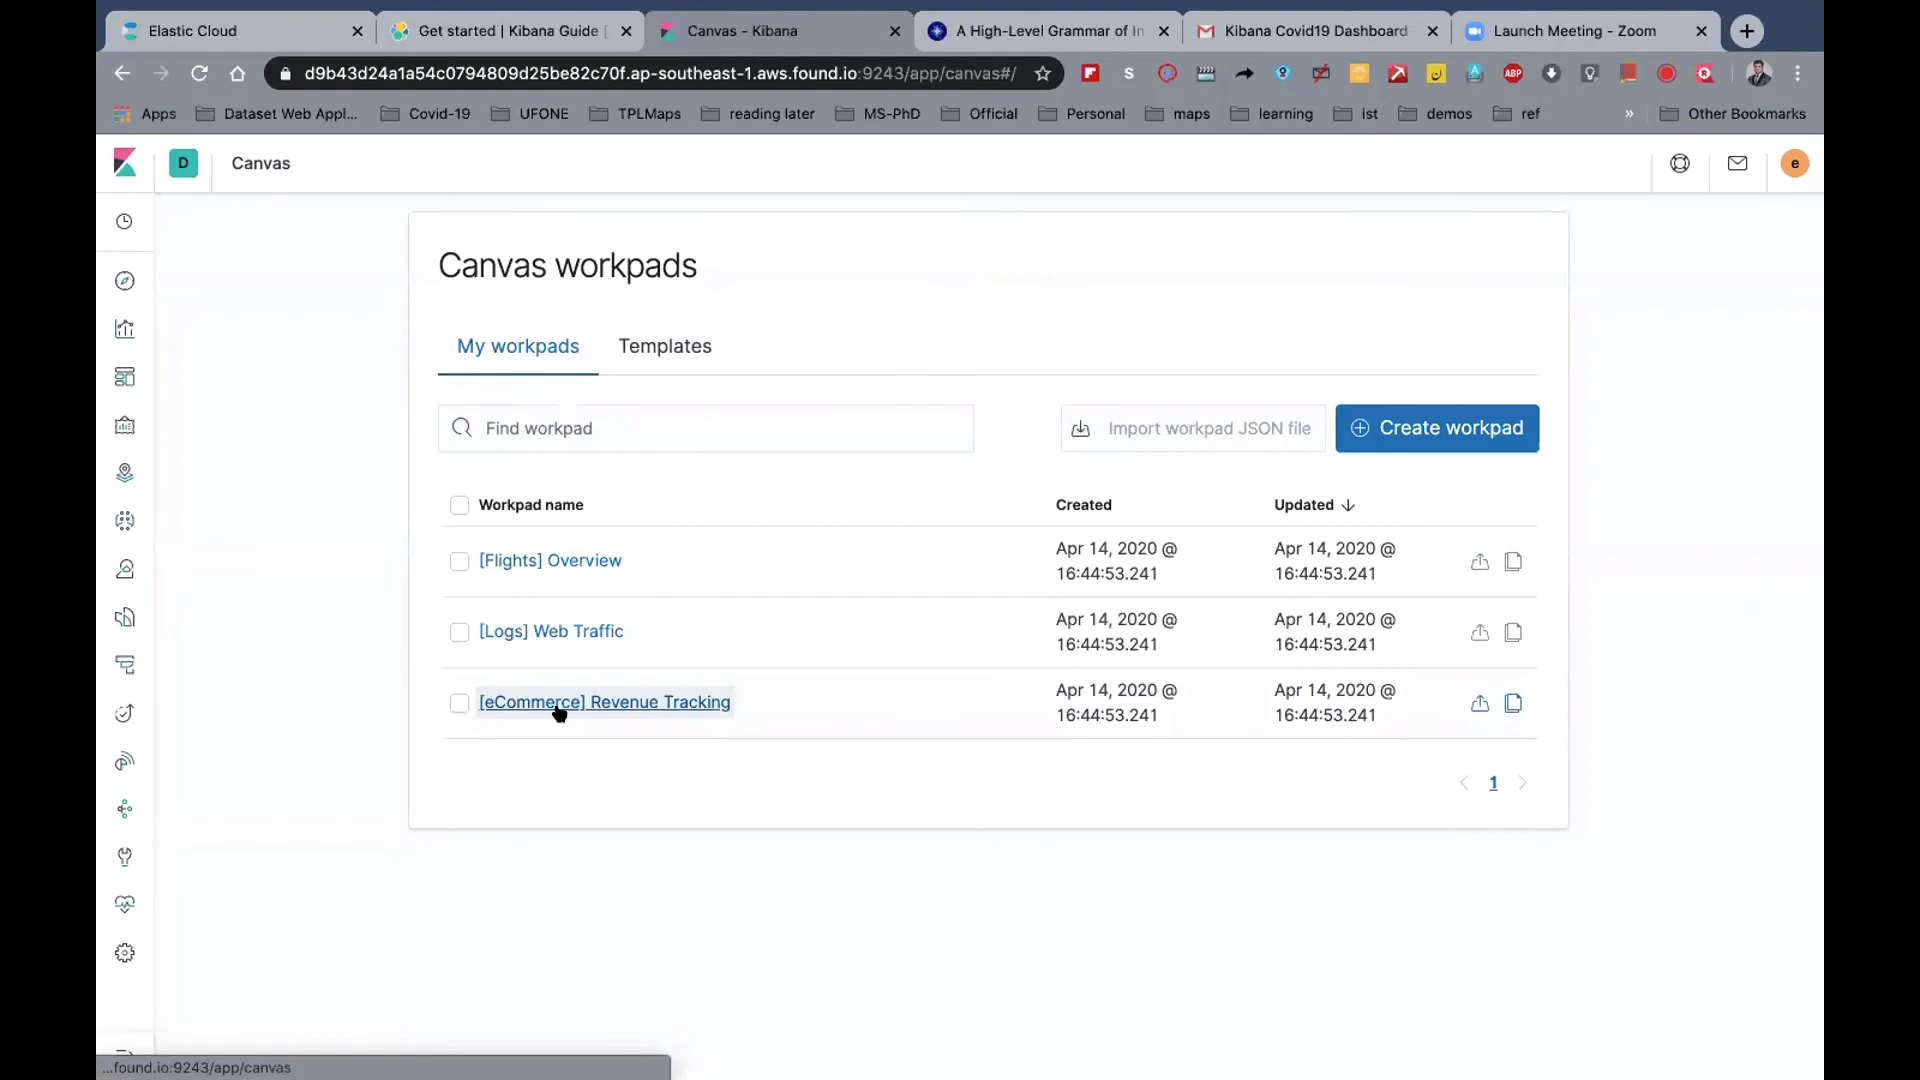 Elastic Cloud
Get started | Kibana Guide [
Canvas - Kibana
A High-Level Grammar of In
Kibana Covid19 Dashboard
Launch Meeting - Zoom
d9b43d24a1a54c0794809d25be82c70f.ap-southeast-1.aws.found.io:9243/app/canvas#/
S
ABP
Apps
Dataset Web Appl...
Covid-19
UFONE
TPLMaps
reading later
MS-PhD
Official
Personal
maps
learning
ist
demos
ref
»
Other Bookmarks
D
Canvas
e
Canvas workpads
My workpads
Templates
Find workpad
Import workpad JSON file
Create workpad
Workpad name
Created
Updated
[Flights] Overview
Apr 14, 2020 @
16:44:53.241
Apr 14, 2020 @
16:44:53.241
[Logs] Web Traffic
Apr 14, 2020 @
16:44:53.241
Apr 14, 2020 @
16:44:53.241
[eCommerce] Revenue Tracking
Apr 14, 2020 @
16:44:53.241
Apr 14, 2020 @
16:44:53.241
1
...found.io:9243/app/canvas